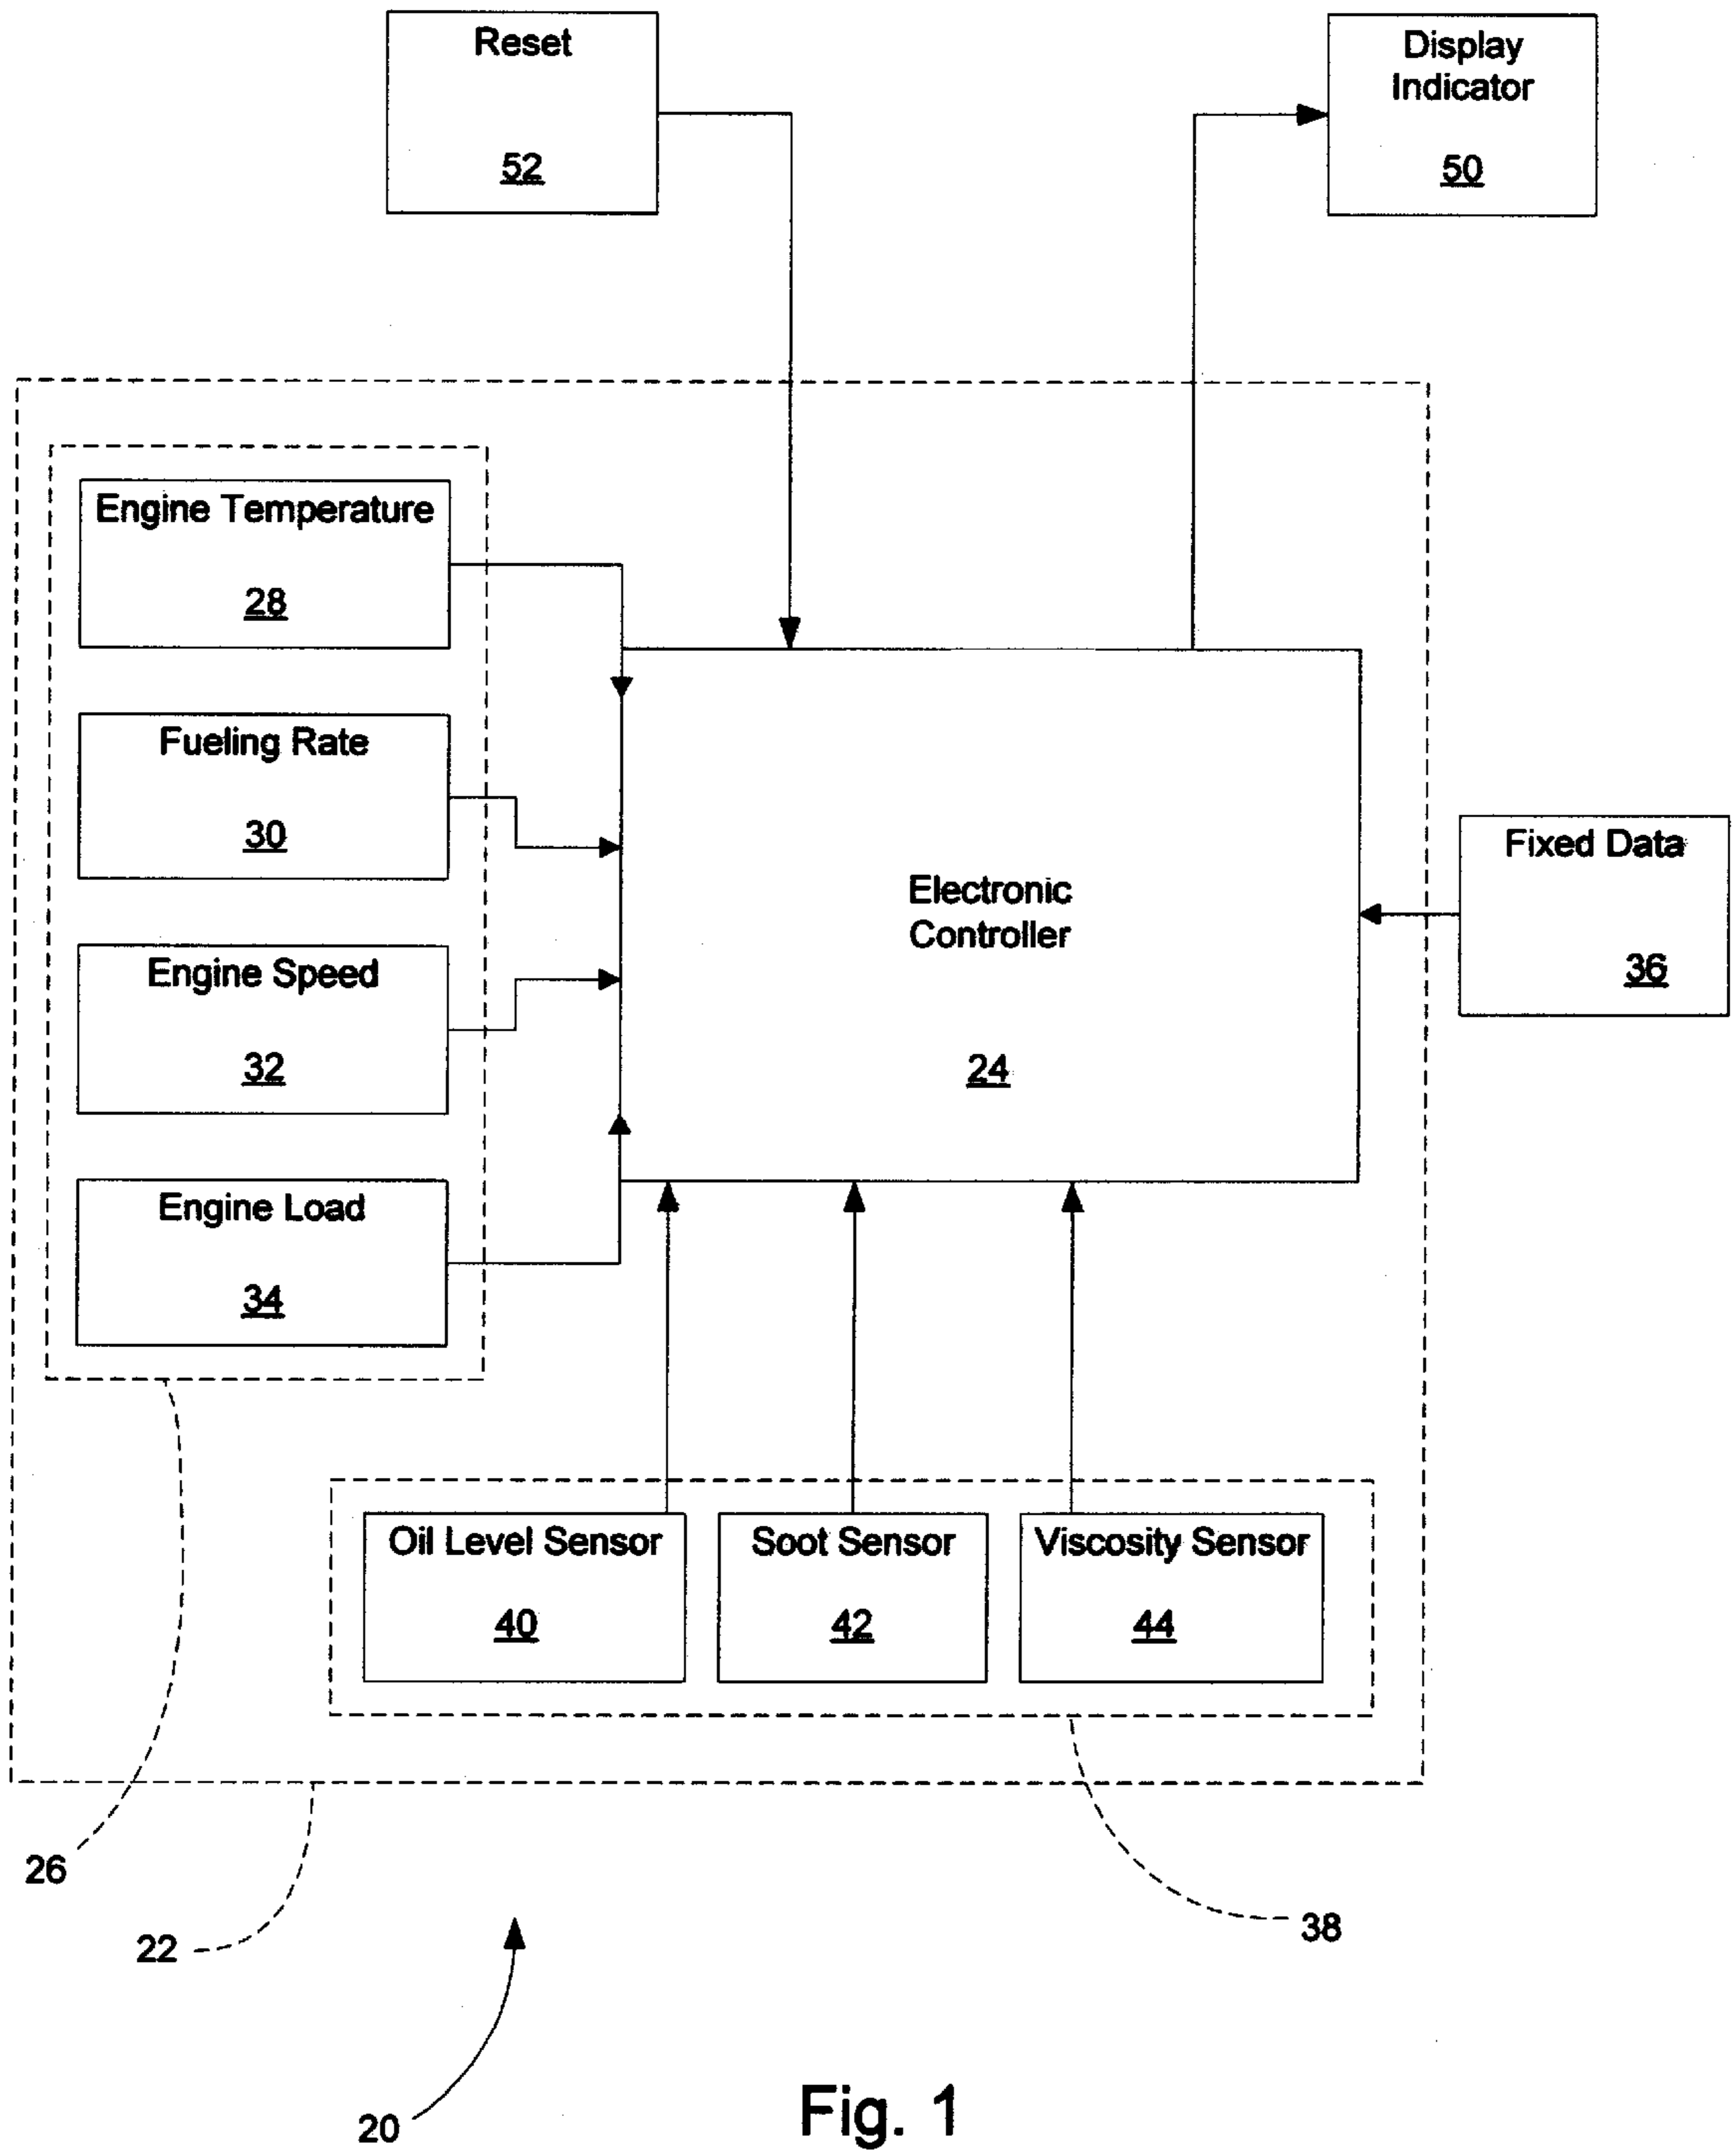 Reset
52
Display
Indicator
50
Engine Temperature
28
Fueling Rate
30
Engine Speed
32
Engine Load
34
Electronic
Controller
24
Fixed Data
36
Oil Level Sensor
40
Soot Sensor
42
Viscosity Sensor
44
26
22
38
20
Fig. 1